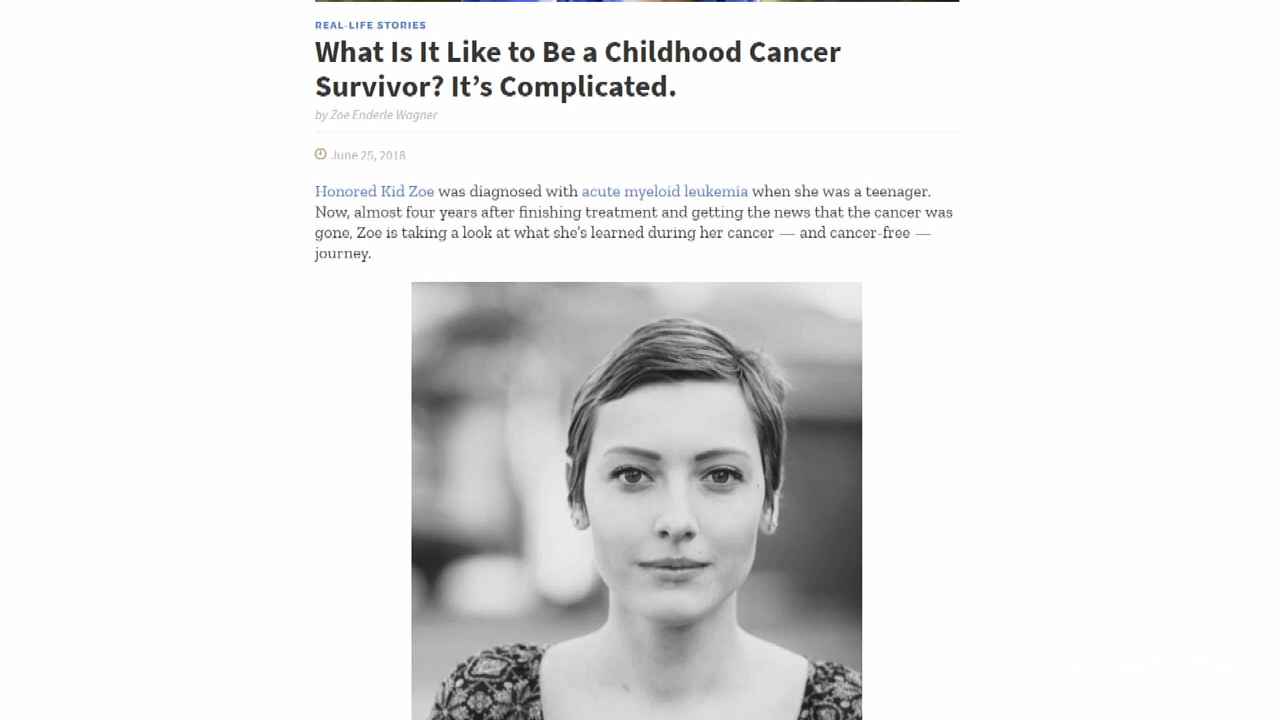 REAL-LIFE STORIES
What Is It Like to Be a Childhood Cancer
Survivor? It’s Complicated.
by Zoe Enderle Wagner
June 25, 2018
Honored Kid Zoe was diagnosed with acute myeloid leukemia when she was a teenager.
Now, almost four years after finishing treatment and getting the news that the cancer was
gone, Zoe is taking a look at what she’s learned during her cancer — and cancer-free —
journey.